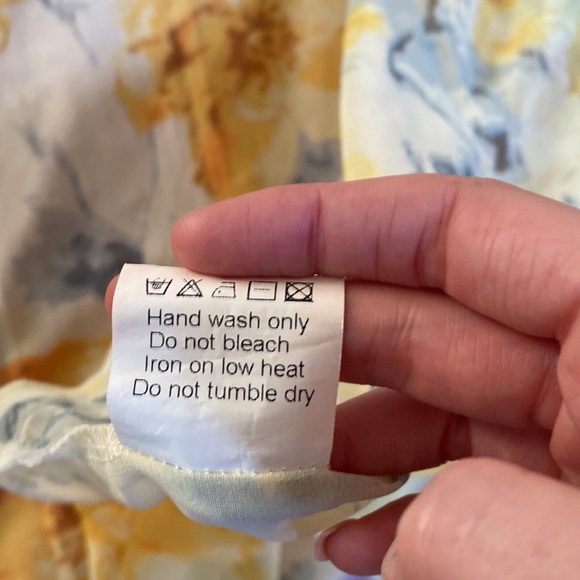 Hand wash only
Do not bleach
Iron on low heat
Do not tumble dry